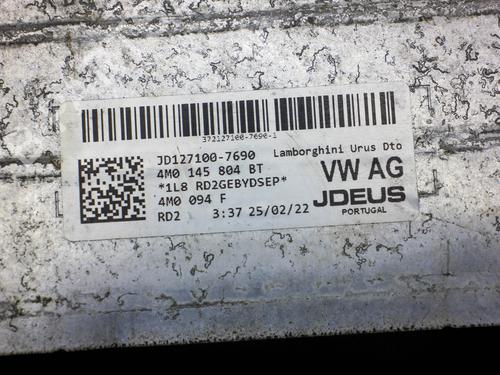 372127100-7690-1
JD127100-7690 Lamborghini Urus Dto
4M0 145 804 BT VW AG
*1L8 RD2GEBYDSEP*
4M0 094 F JDEUS
RD2 3:37 25/02/22 PORTUGAL